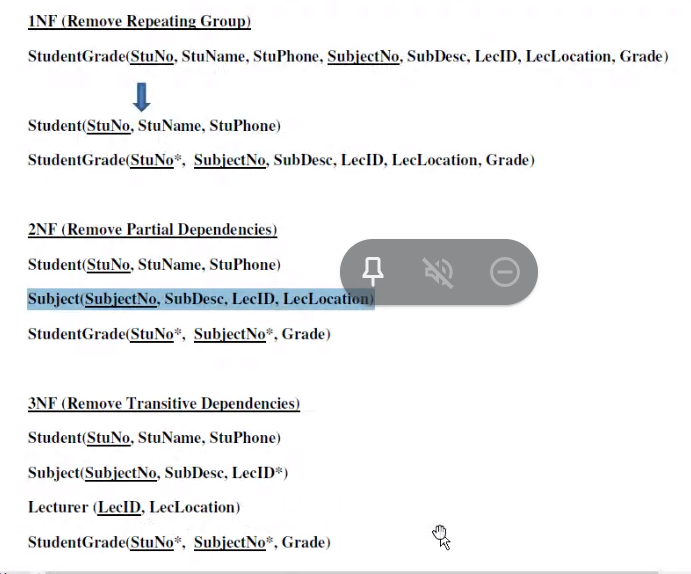 1NF (Remove Repeating Group)
StudentGrade(StuNo, StuName, StuPhone, SubjectNo, SubDesc, LecID, LecLocation, Grade)
Student(StuNo, StuName, StuPhone)
StudentGrade(StuNo*, SubjectNo, SubDesc, LecID, LecLocation, Grade)
2NF (Remove Partial Dependencies)
Student(StuNo, StuName, StuPhone)
Subject(SubjectNo, SubDesc, LecID, LecLocation)
StudentGrade(StuNo*, SubjectNo*, Grade)
3NF (Remove Transitive Dependencies)
Student(StuNo, StuName, StuPhone)
Subject(SubjectNo, SubDesc, LecID*)
Lecturer (LecID, LecLocation)
StudentGrade(StuNo*, SubjectNo*, Grade)